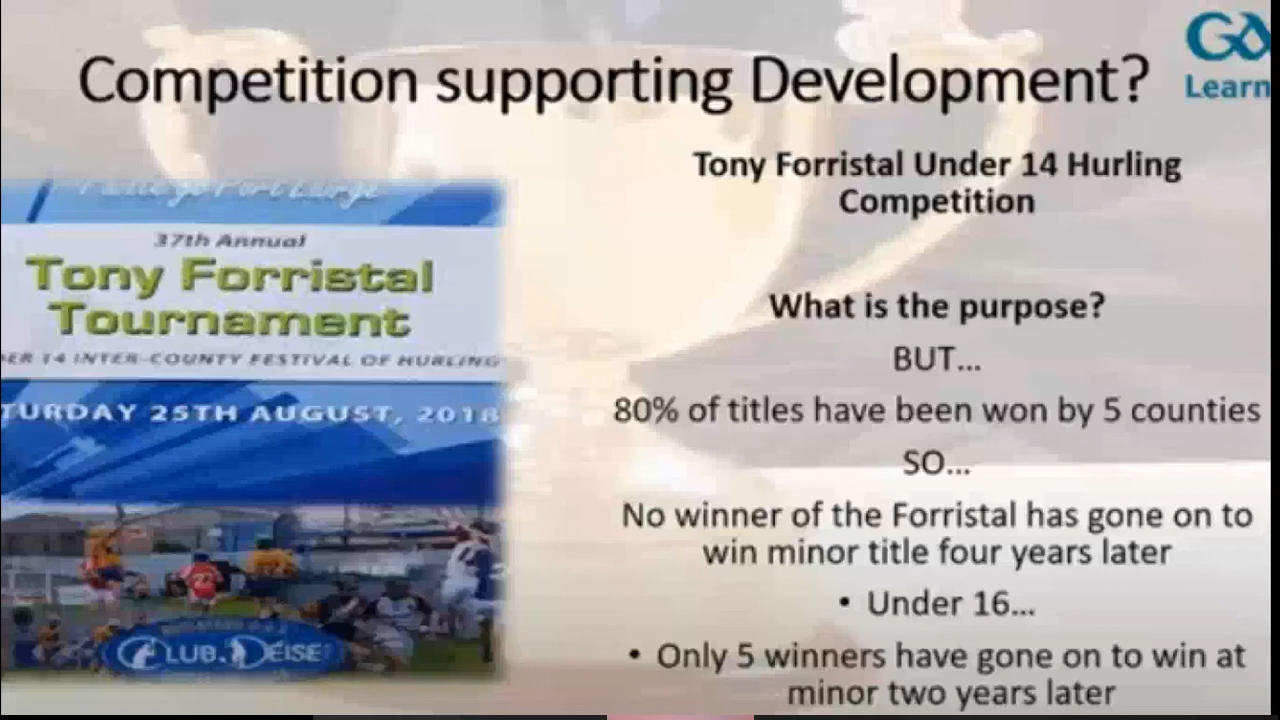 Competition supporting Development?
Learn
Tony Forristal Under 14 Hurling
Competition
What is the purpose?
BUT...
80% of titles have been won by 5 counties
SO...
No winner of the Forristal has gone on to
win minor title four years later
• Under 16...
• Only 5 winners have gone on to win at
minor two years later
37th Annual
Tony Forristal
Tournament
ER 14 INTER-COUNTY FESTIVAL OF HURLING
TURDAY 25TH AUGUST, 2018
CLUB DÉISE